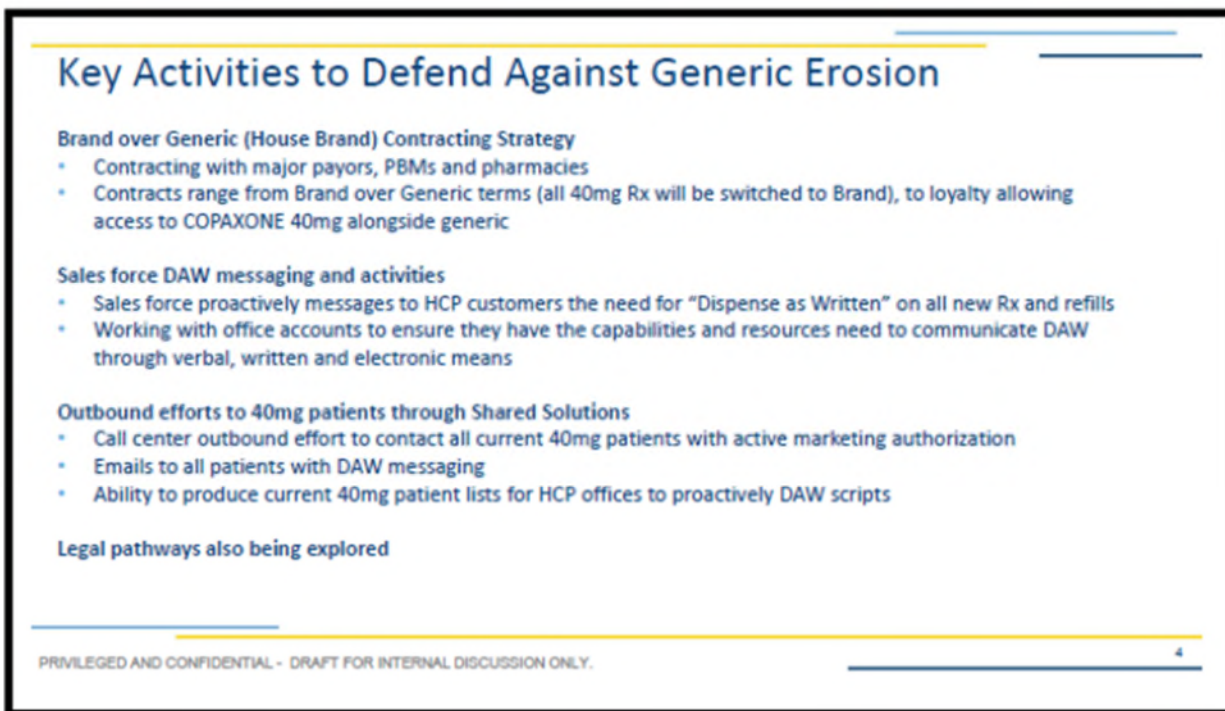 Key Activities to Defend Against Generic Erosion
Brand over Generic (House Brand) Contracting Strategy
• Contracting with major payors, PBMs and pharmacies
• Contracts range from Brand over Generic terms (all 40mg Rx will be switched to Brand), to loyalty allowing
access to COPAXONE 40mg alongside generic
Sales force DAW messaging and activities
• Sales force proactively messages to HCP customers the need for “Dispense as Written” on all new Rx and refills
• Working with office accounts to ensure they have the capabilities and resources need to communicate DAW
through verbal, written and electronic means
Outbound efforts to 40mg patients through Shared Solutions
• Call center outbound effort to contact all current 40mg patients with active marketing authorization
• Emails to all patients with DAW messaging
• Ability to produce current 40mg patient lists for HCP offices to proactively DAW scripts
Legal pathways also being explored
PRIVILEGED AND CONFIDENTIAL - DRAFT FOR INTERNAL DISCUSSION ONLY.
4